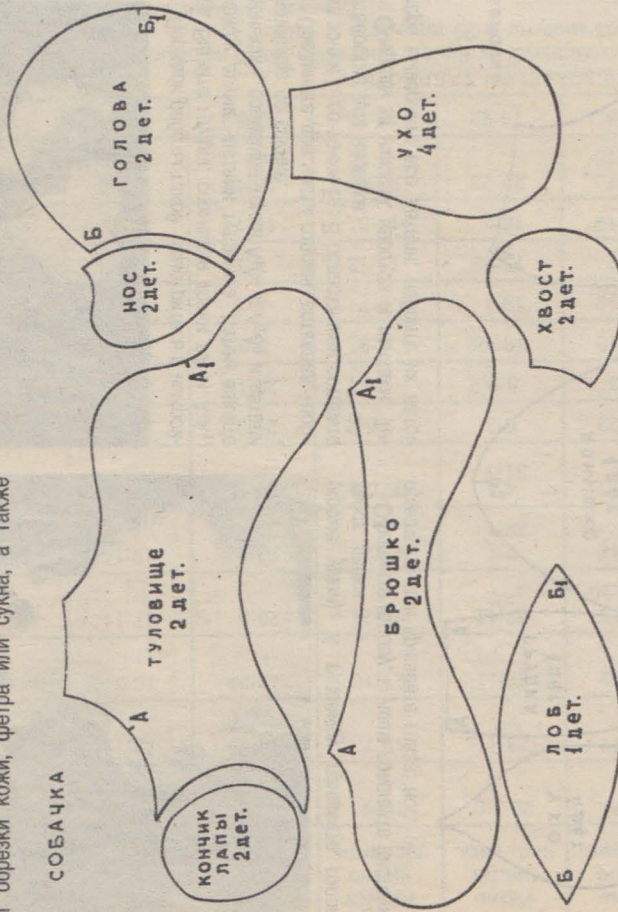 обрезки кожи, фетра или сукна, а также
СОБАЧКА
ТУЛОВИЩЕ
2 дет.
А
А1
КОНЧИК
ЛАПЫ
2 дет.
НОС
2 дет.
ГОЛОВА
2 дет.
Б
Б1
БРЮШКО
2 дет.
А
А1
УХО
4 дет.
ЛОБ
1 дет.
Б
Б1
ХВОСТ
2 дет.